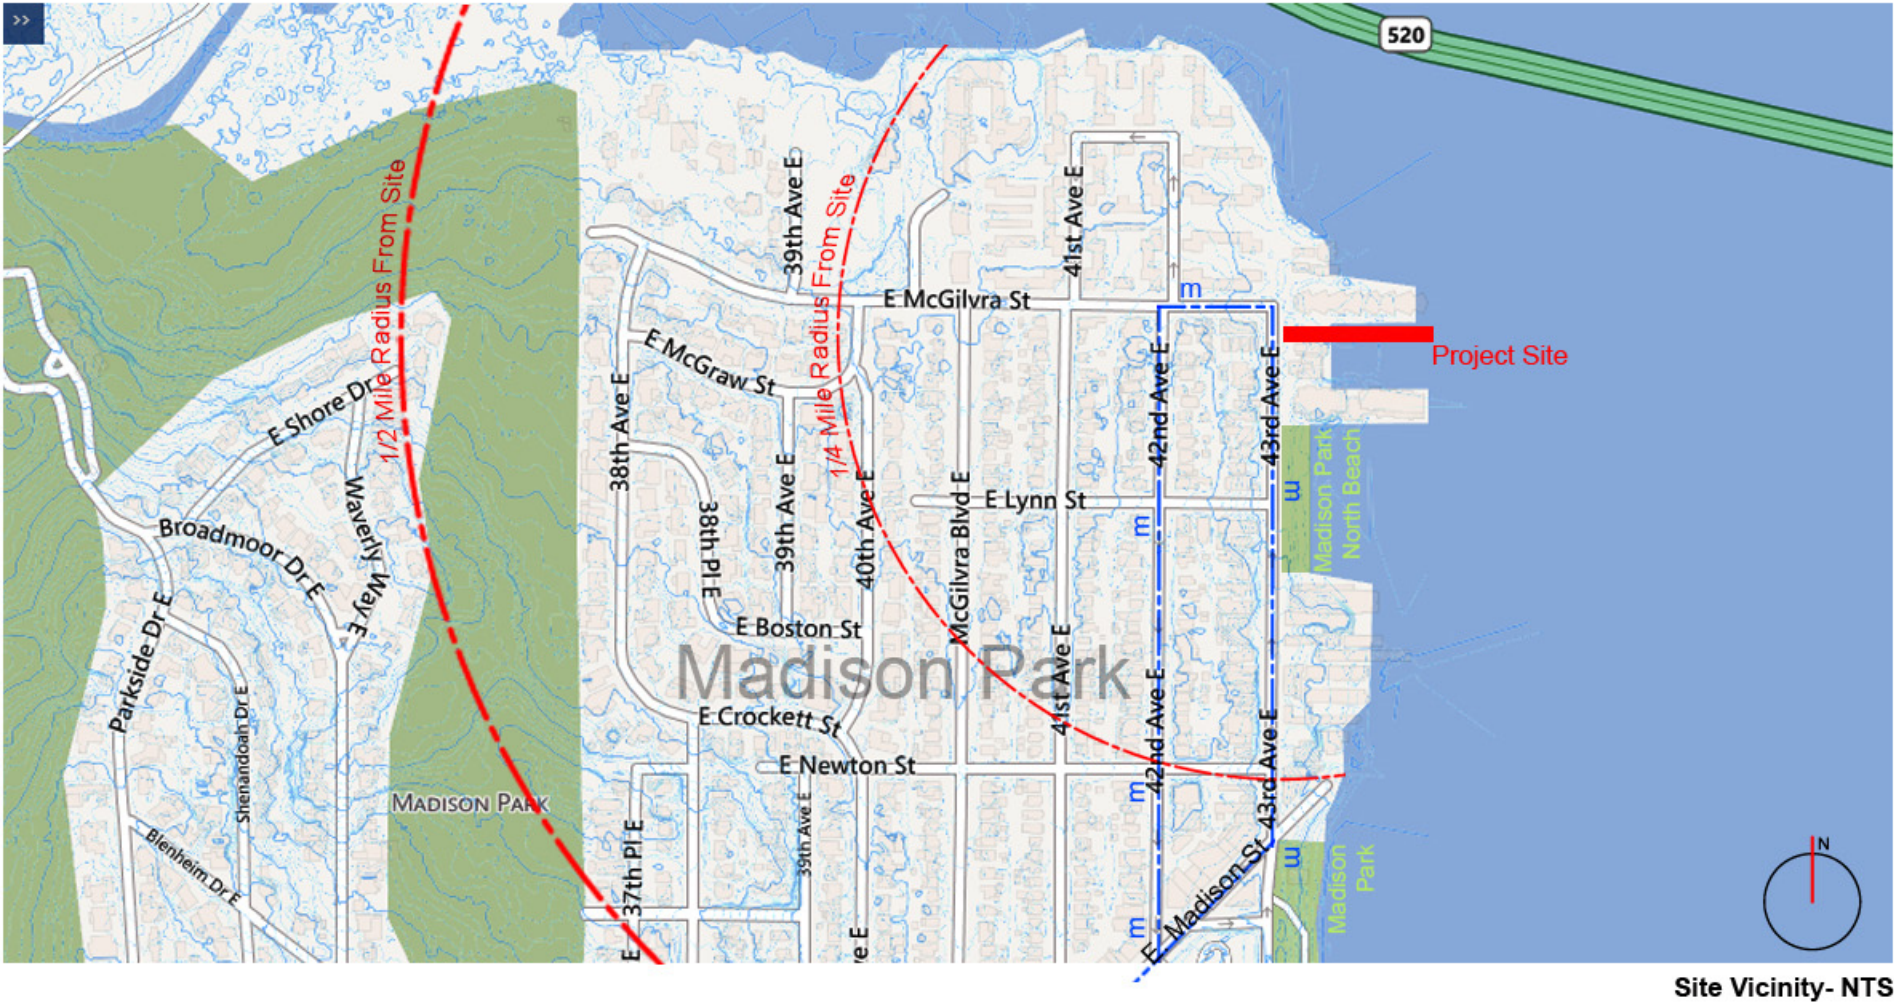 >>
520
1/2 Mile Radius From Site
1/4 Mile Radius From Site
39th Ave E
41st Ave E
E McGilvra St
m
Project Site
E McGraw St
38th Ave E
E Shore Dr
42nd Ave E
43rd Ave E
Madison Park
North Beach
m
Waverly Way E
Broadmoor Dr E
38th Pl E
39th Ave E
40th Ave E
McGilvra Blvd E
E Lynn St
m
Parkside Dr E
E Boston St
Madison Park
41st Ave E
42nd Ave E
43rd Ave E
Shenandoah Dr E
E Crockett St
E Newton St
MADISON PARK
m
Blenheim Dr E
37th Pl E
39th Ave E
E. Madison St
m
m
Madison
Park
E
ve E
N
Site Vicinity- NTS